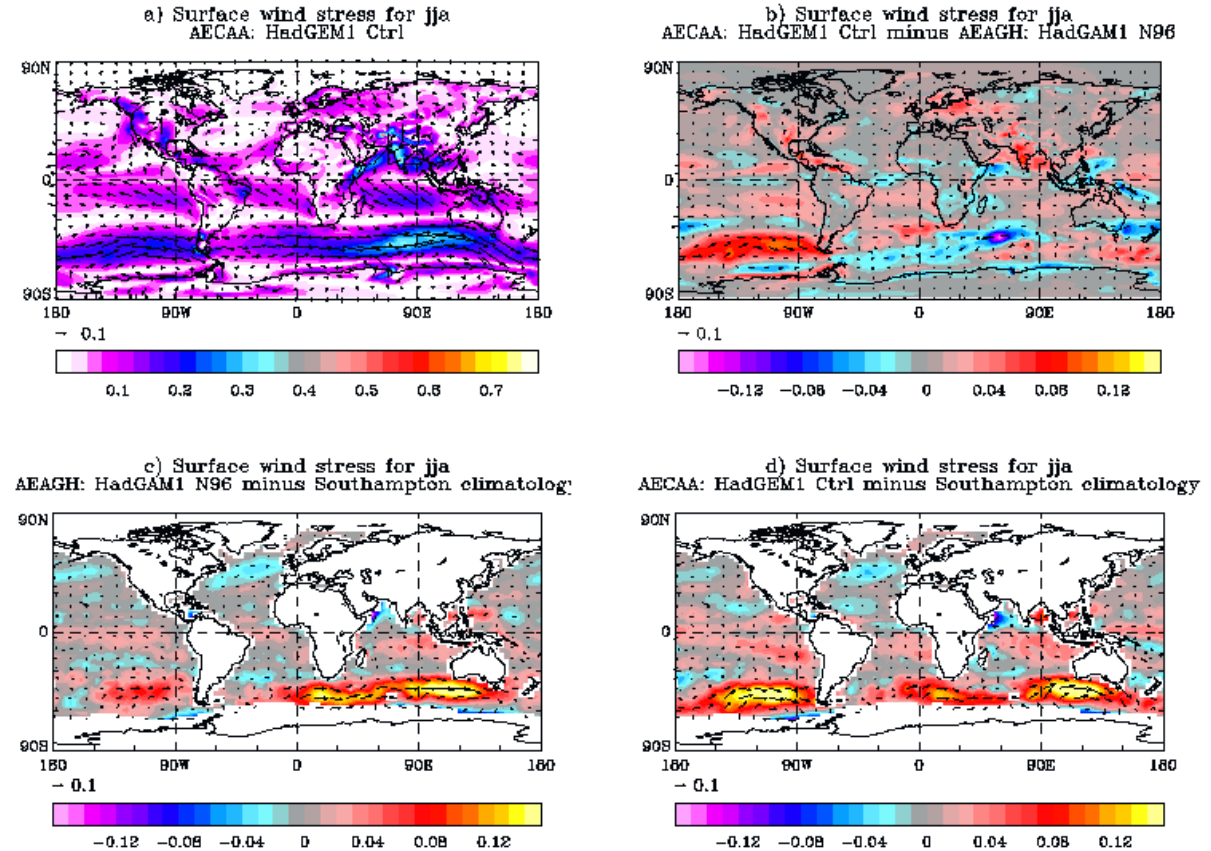 a) Surface wind stress for jja
AECAA: HadGEM1 Ctrl
90N
0
90S
180 90W 0 90E 180
→ 0.1
0.1 0.2 0.3 0.4 0.5 0.6 0.7
b) Surface wind stress for jja
AECAA: HadGEM1 Ctrl minus AEAGH: HadGAM1 N96
90N
0
90S
180 90W 0 90E 180
→ 0.1
-0.12 -0.08 -0.04 0 0.04 0.08 0.12
c) Surface wind stress for jja
AEAGH: HadGAM1 N96 minus Southampton climatology
90N
0
90S
180 90W 0 90E 180
→ 0.1
-0.12 -0.08 -0.04 0 0.04 0.08 0.12
d) Surface wind stress for jja
AECAA: HadGEM1 Ctrl minus Southampton climatology
90N
0
90S
180 90W 0 90E 180
→ 0.1
-0.12 -0.08 -0.04 0 0.04 0.08 0.12